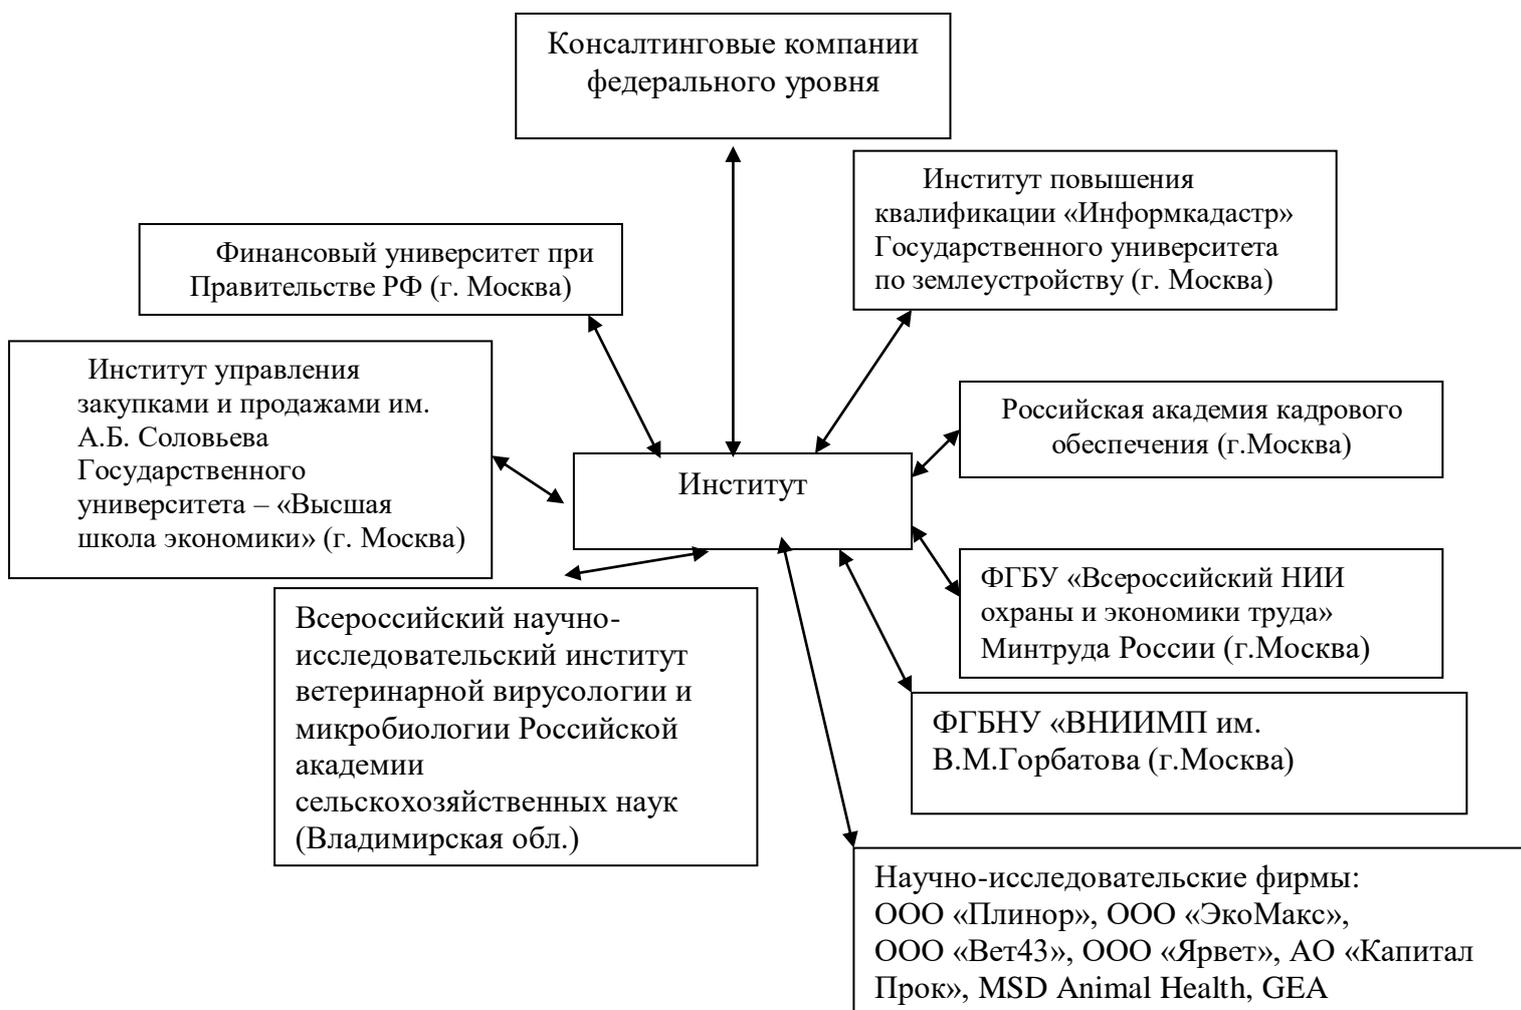 Консалтинговые компании
федерального уровня
Институт повышения
квалификации «Информкадастр»
Государственного университета
по землеустройству (г. Москва)
Финансовый университет при
Правительстве РФ (г. Москва)
Институт управления
закупками и продажами им.
А.Б. Соловьева
Государственного
университета – «Высшая
школа экономики» (г. Москва)
Российская академия кадрового
обеспечения (г.Москва)
Институт
ФГБУ «Всероссийский НИИ
охраны и экономики труда»
Минтруда России (г.Москва)
Всероссийский научно-
исследовательский институт
ветеринарной вирусологии и
микробиологии Российской
академии
сельскохозяйственных наук
(Владимирская обл.)
ФГБНУ «ВНИИМП им.
В.М.Горбатова (г.Москва)
Научно-исследовательские фирмы:
ООО «Плинор», ООО «ЭкоМакс»,
ООО «Вет43», ООО «Ярвет», АО «Капитал
Прок», MSD Animal Health, GEA